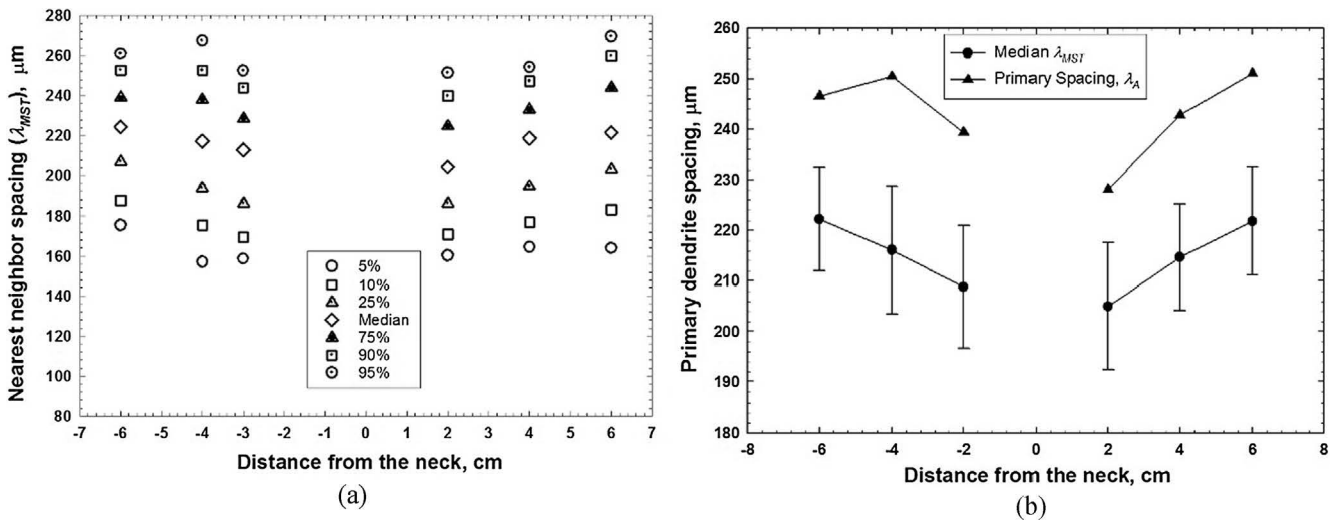 Nearest neighbor spacing (λMST), μm
280
260
240
220
200
180
160
140
120
100
80
5%
10%
25%
Median
75%
90%
95%
-7 -6 -5 -4 -3 -2 -1 0 1 2 3 4 5 6 7
Distance from the neck, cm
(a)
Primary dendrite spacing, μm
260
250
240
230
220
210
200
190
180
Median λMST
Primary Spacing, λA
-8 -6 -4 -2 0 2 4 6 8
Distance from the neck, cm
(b)